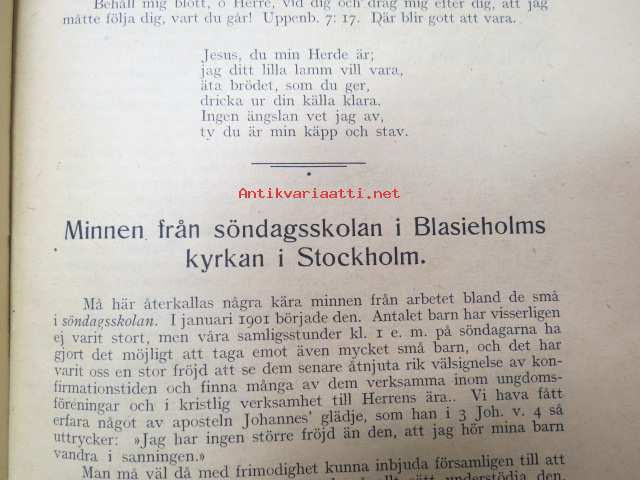 Behåll mig blott, o Herre, vid dig och drag mig efter dig, att jag
måtte följa dig, vart du går! Uppenb. 7: 17. Där blir gott att vara.
Jesus, du min Herde är;
jag ditt lilla lamm vill vara,
äta brödet, som du ger,
dricka ur din källa klara.
Ingen ängslan vet jag av,
ty du är min käpp och stav.
Antikvariaatti.net
Minnen från söndagsskolan i Blasieholms
kyrkan i Stockholm.
Må här återkallas några kära minnen från arbetet bland de små
i söndagsskolan. I januari 1901 började den. Antalet barn har visserligen
ej varit stort, men våra samligsstunder kl. 1 e. m. på söndagarna ha
gjort det möjligt att taga emot även mycket små barn, och det har
varit oss en stor fröjd att se dem senare åtnjuta rik välsignelse av kon-
firmationstiden och finna många av dem verksamma inom ungdoms-
föreningar och i kristlig verksamhet till Herrens ära.. Vi hava fått
erfara något av aposteln Johannes' glädje, som han i 3 Joh. v. 4 så
uttrycker: »Jag har ingen större fröjd än den, att jag hör mina barn
vandra i sanningen.»
Man må väl då med frimodighet kunna inbjuda församligen till att
sätt understödja den.